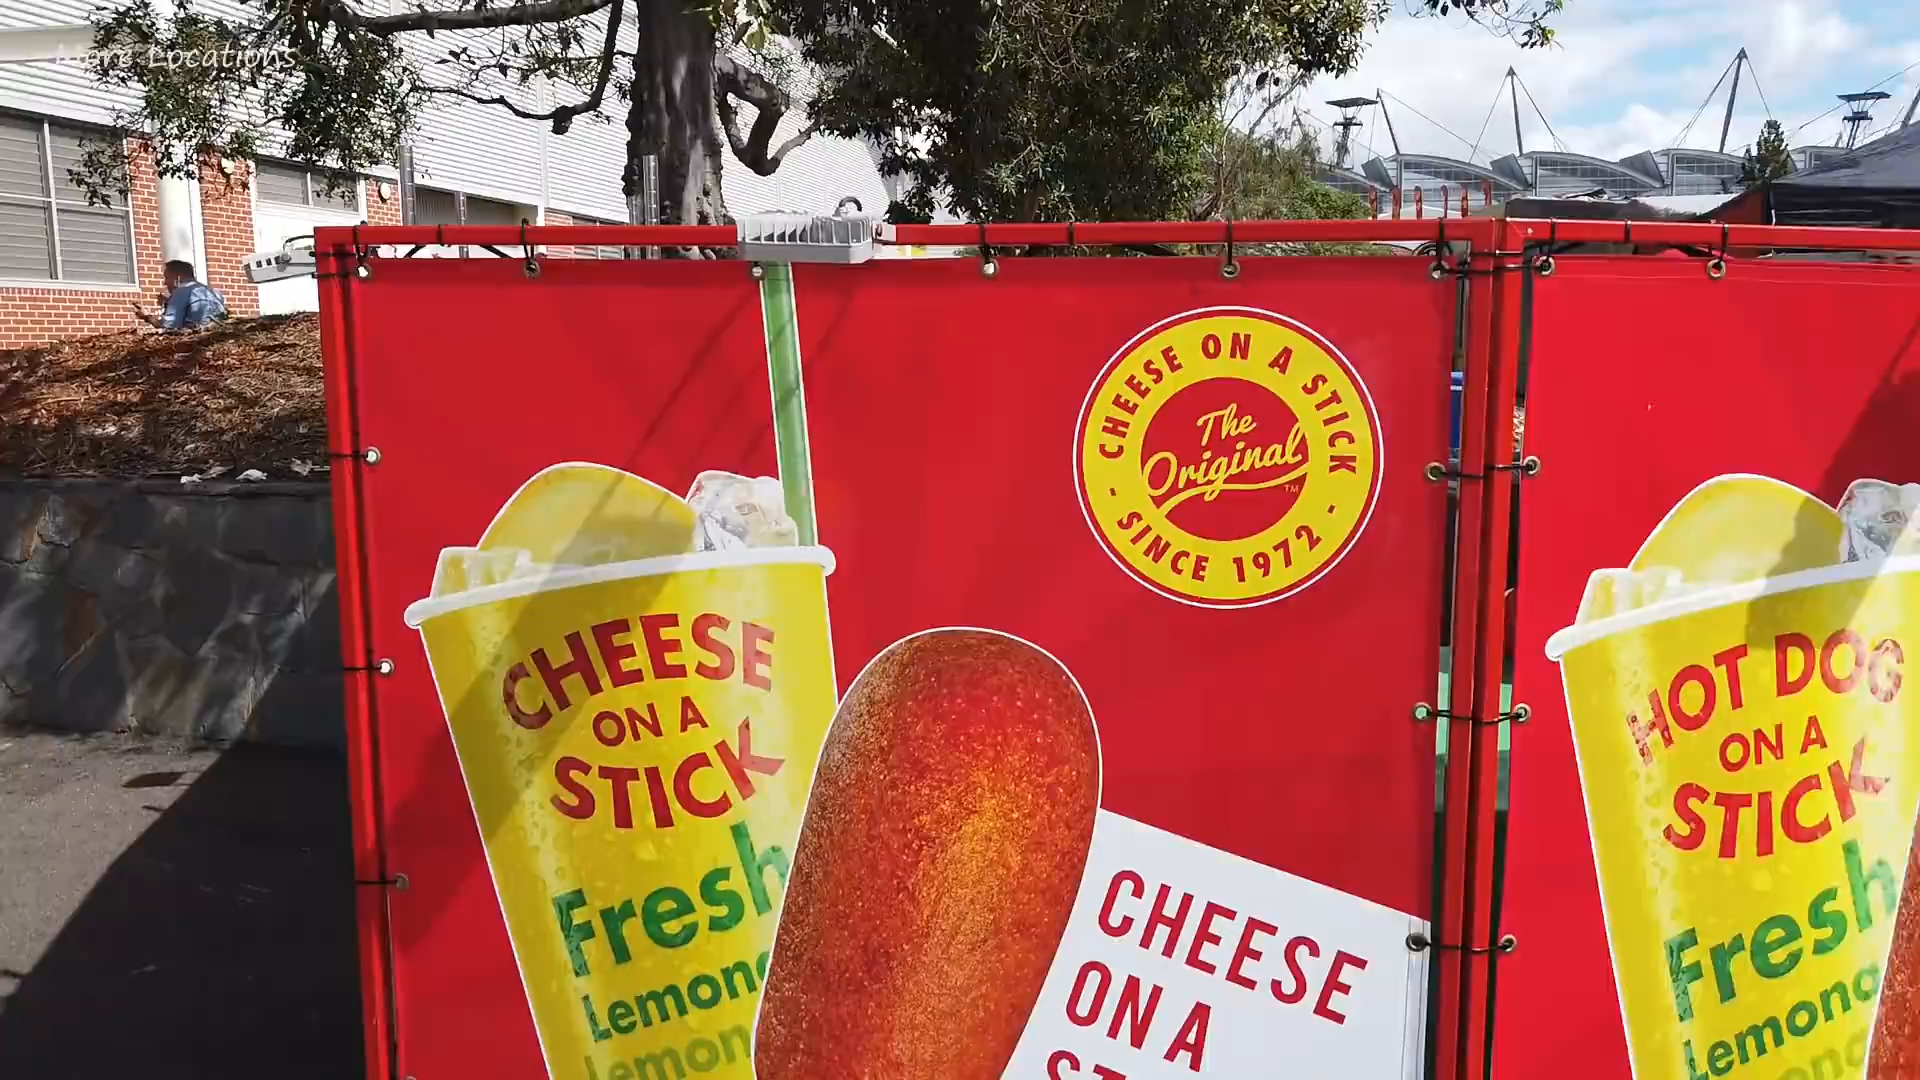 More Locations
CHEESE ON A STICK
The
Original
TM
- SINCE 1972 -
CHEESE
ON A
STICK
Fresh
CHEESE
ON A
HOT DOG
ON A
STICK
Fresh